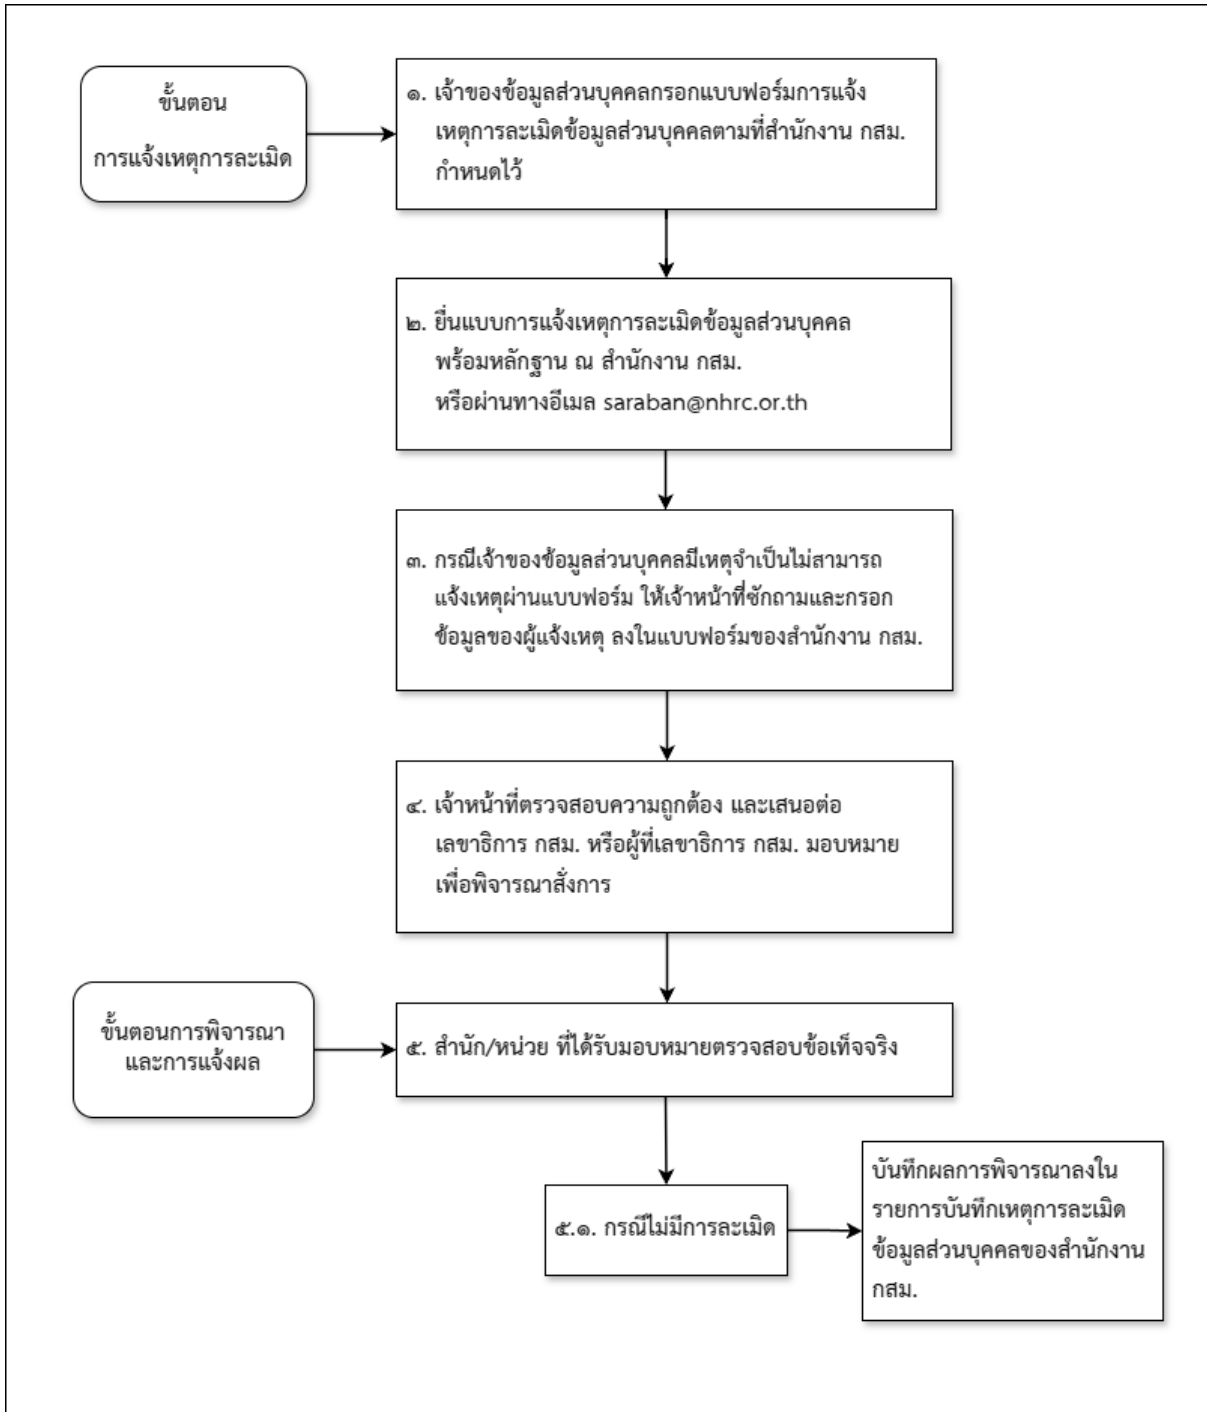 ขั้นตอน
การแจ้งเหตุการละเมิด
๑. เจ้าของข้อมูลส่วนบุคคลกรอกแบบฟอร์มการแจ้ง
เหตุการละเมิดข้อมูลส่วนบุคคลตามที่สำนักงาน กสม.
กำหนดไว้
๒. ยื่นแบบการแจ้งเหตุการละเมิดข้อมูลส่วนบุคคล
พร้อมหลักฐาน ณ สำนักงาน กสม.
หรือผ่านทางอีเมล saraban@nhrc.or.th
๓. กรณีเจ้าของข้อมูลส่วนบุคคลมีเหตุจำเป็นไม่สามารถ
แจ้งเหตุผ่านแบบฟอร์ม ให้เจ้าหน้าที่ซักถามและกรอก
ข้อมูลของผู้แจ้งเหตุ ลงในแบบฟอร์มของสำนักงาน กสม.
๔. เจ้าหน้าที่ตรวจสอบความถูกต้อง และเสนอต่อ
เลขาธิการ กสม. หรือผู้ที่เลขาธิการ กสม. มอบหมาย
เพื่อพิจารณาสั่งการ
ขั้นตอนการพิจารณา
และการแจ้งผล
๕. สำนัก/หน่วย ที่ได้รับมอบหมายตรวจสอบข้อเท็จจริง
๕.๑. กรณีไม่มีการละเมิด
บันทึกผลการพิจารณาลงใน
รายการบันทึกเหตุการละเมิด
ข้อมูลส่วนบุคคลของสำนักงาน
กสม.